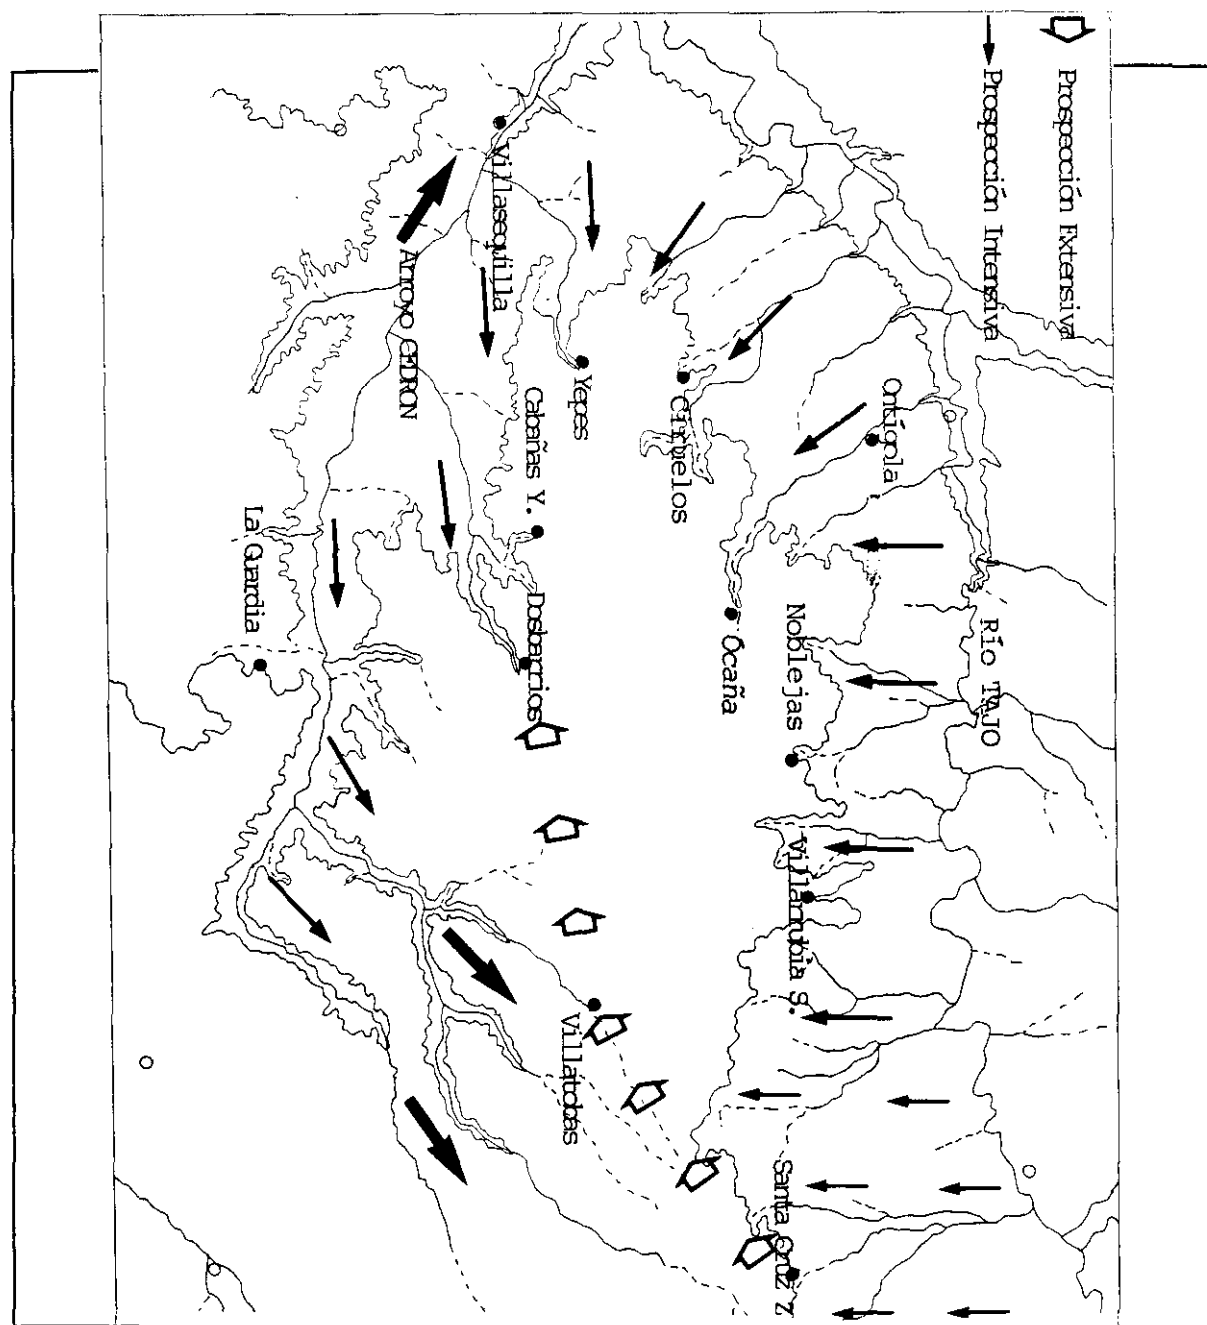 Prospección Extensiva
Prospección Intensiva
Río TAJO
Ontígola
Noblejas
Villarrubia S.
Santa Cruz Z
Ocaña
Ciruelos
Yepes
Villatobas
Cabañas Y.
Dosbarrios
Villasequilla
Arroyo CEDRON
La Guardia